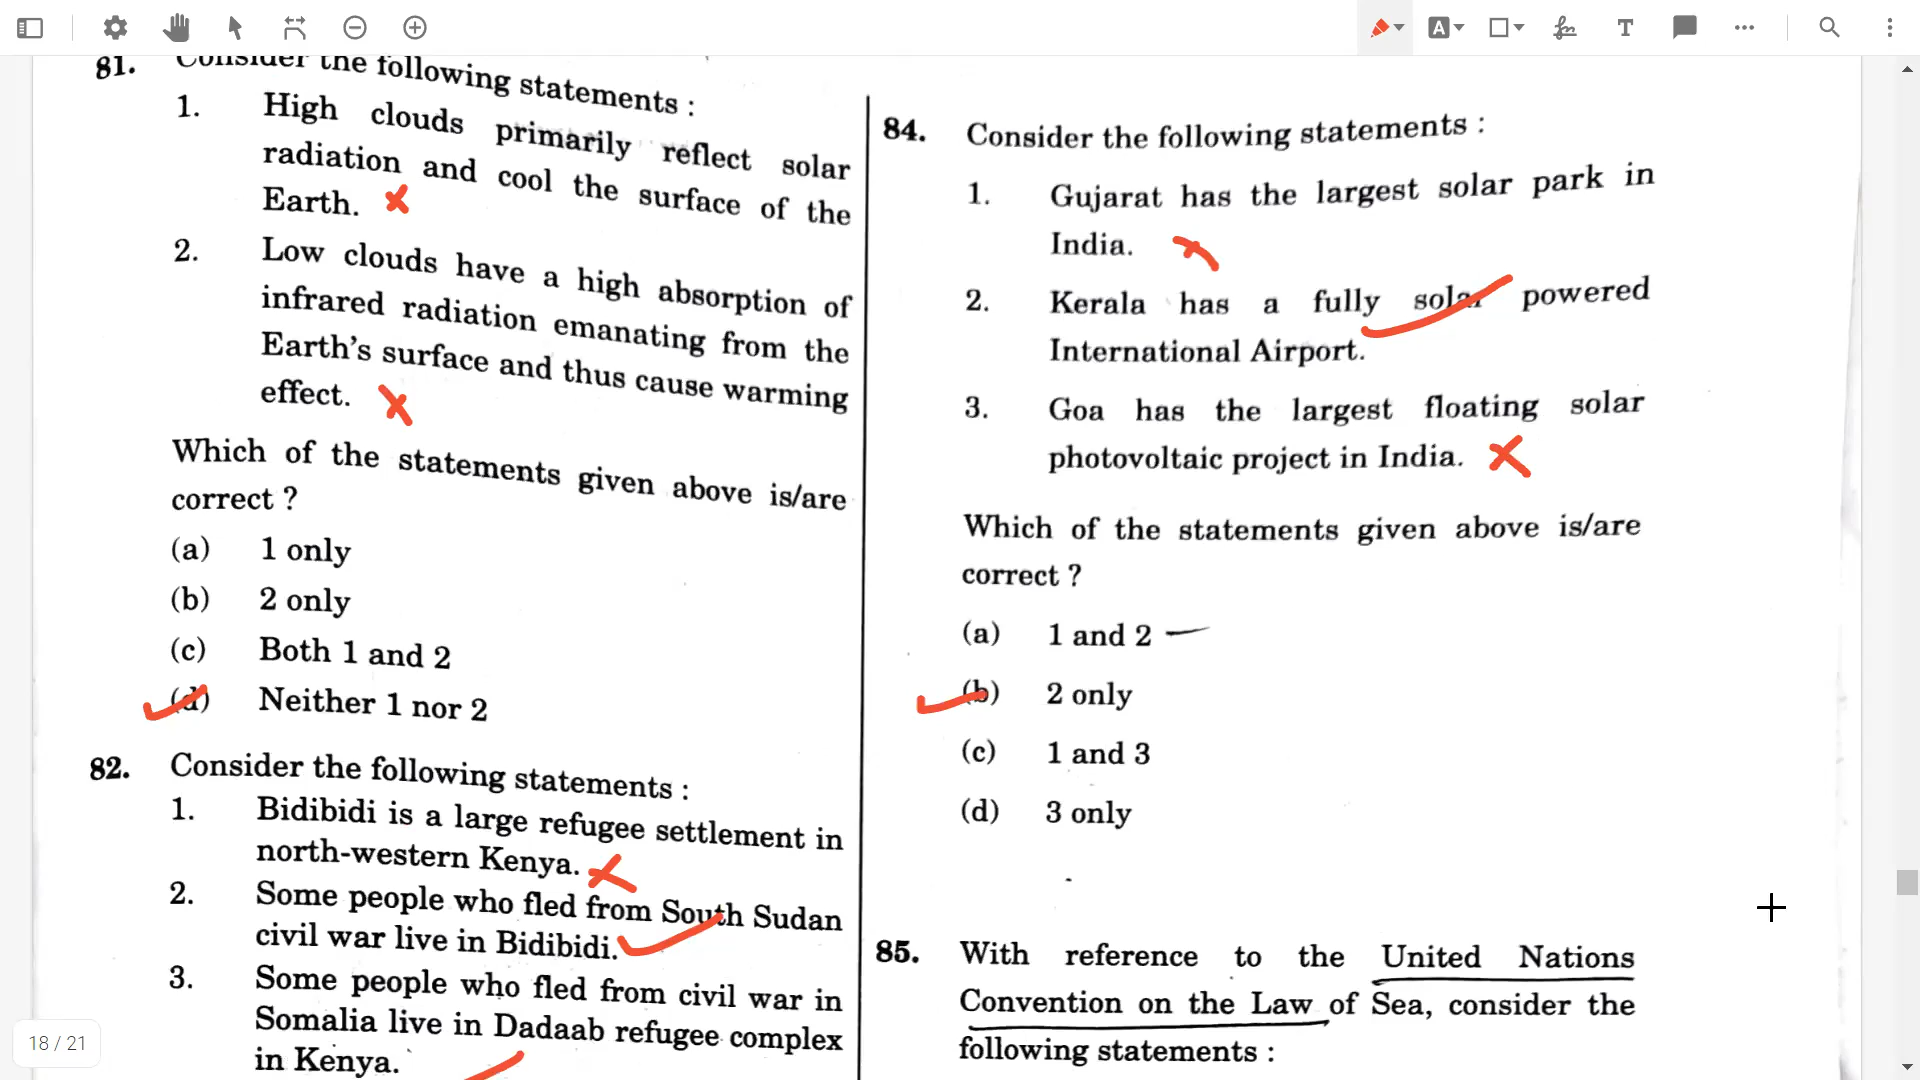 81. Consider the following statements :
1. High clouds primarily reflect solar
radiation and cool the surface of the
Earth.
2. Low clouds have a high absorption of
infrared radiation emanating from the
Earth's surface and thus cause warming
effect.
Which of the statements given above is/are
correct ?
(a) 1 only
(b) 2 only
(c) Both 1 and 2
(d) Neither 1 nor 2
82. Consider the following statements :
1. Bidibidi is a large refugee settlement in
north-western Kenya.
2. Some people who fled from South Sudan
civil war live in Bidibidi.
3. Some people who fled from civil war in
Somalia live in Dadaab refugee complex
in Kenya.
84. Consider the following statements :
1. Gujarat has the largest solar park in
India.
2. Kerala has a fully solar powered
International Airport.
3. Goa has the largest floating solar
photovoltaic project in India.
Which of the statements given above is/are
correct ?
(a) 1 and 2
(b) 2 only
(c) 1 and 3
(d) 3 only
85. With reference to the United Nations
Convention on the Law of Sea, consider the
following statements :
18 / 21